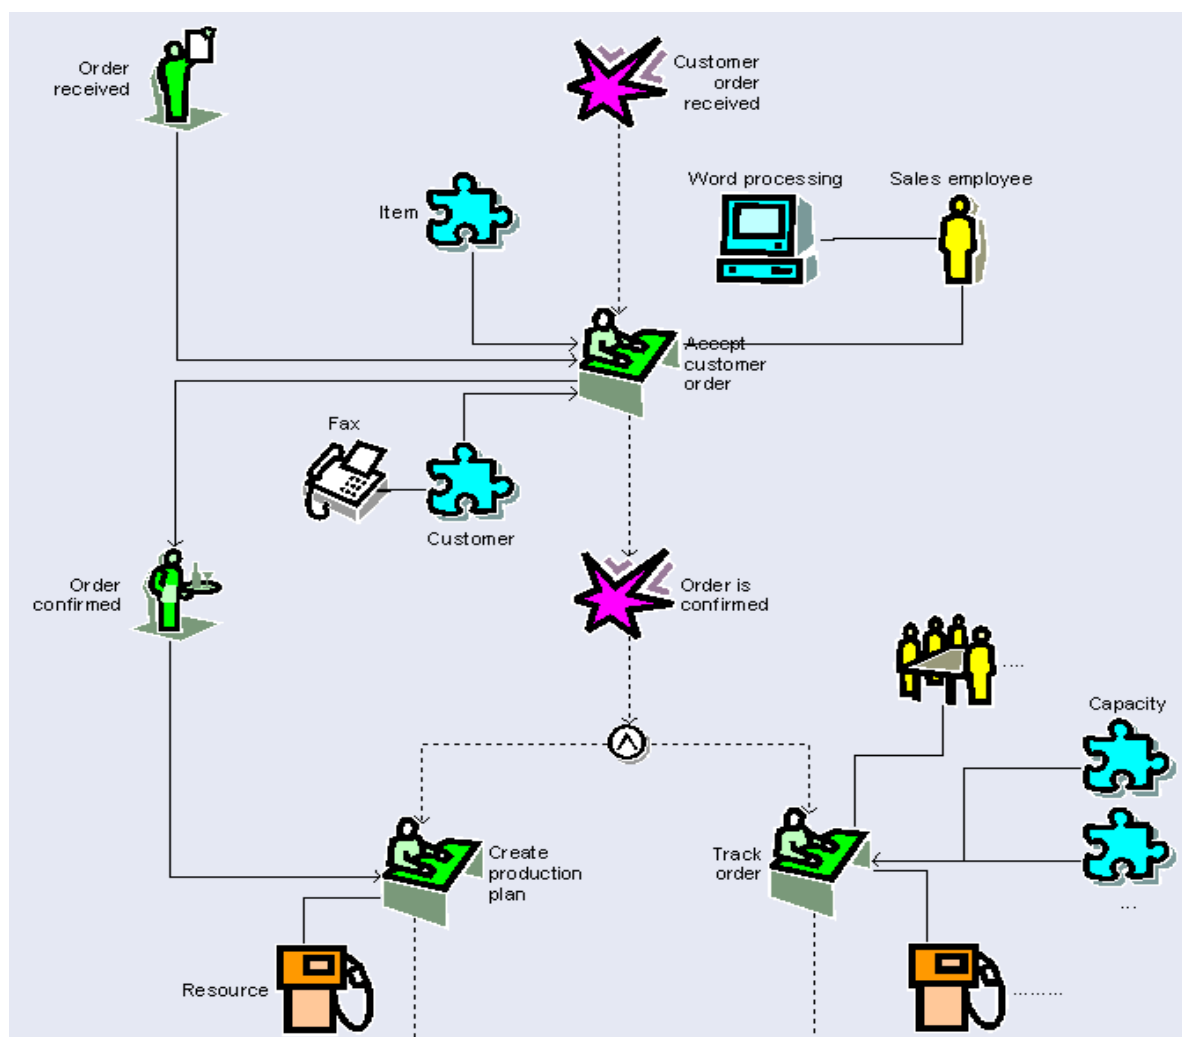 Order
received
Customer
order
received
Word processing
Sales employee
Item
Accept
customer
order
Fax
Customer
Order
confirmed
Order is
confirmed
....
Capacity
Create
production
plan
Track
order
...
Resource
.........